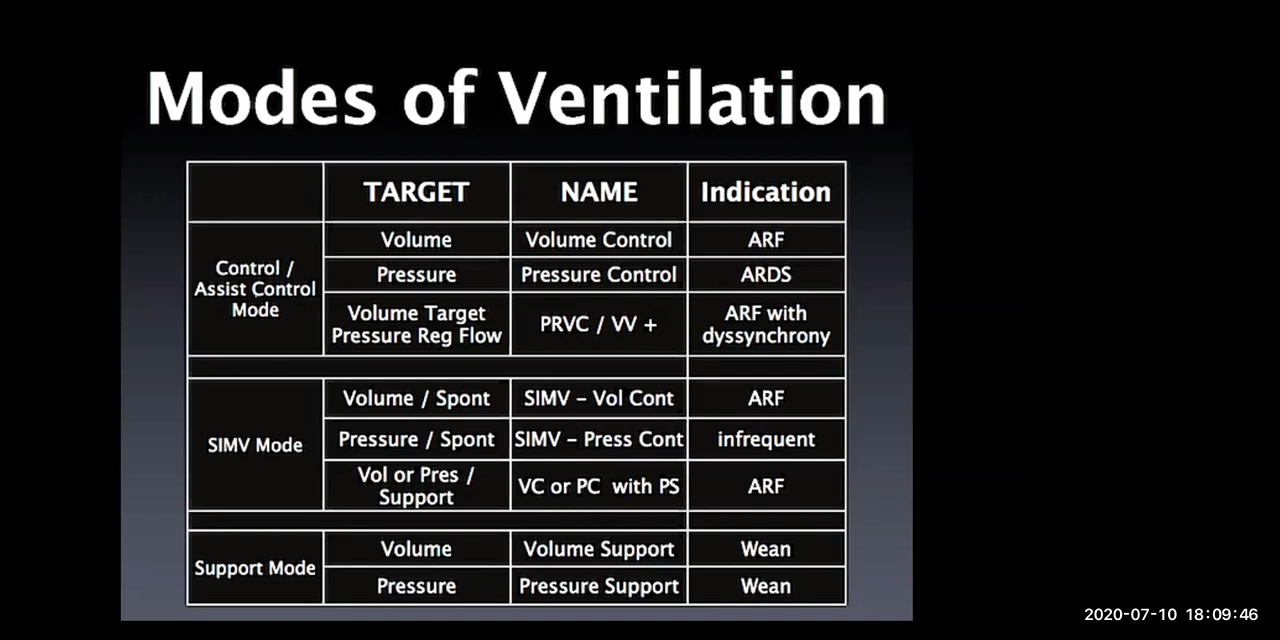 Modes of Ventilation
TARGET
NAME
Indication
Control /
Assist Control
Mode
Volume
Volume Control
ARF
Pressure
Pressure Control
ARDS
Volume Target
Pressure Reg Flow
PRVC / VV +
ARF with
dyssynchrony
SIMV Mode
Volume / Spont
SIMV – Vol Cont
ARF
Pressure / Spont
SIMV – Press Cont
infrequent
Vol or Pres /
Support
VC or PC with PS
ARF
Support Mode
Volume
Volume Support
Wean
Pressure
Pressure Support
Wean
2020-07-10 18:09:46